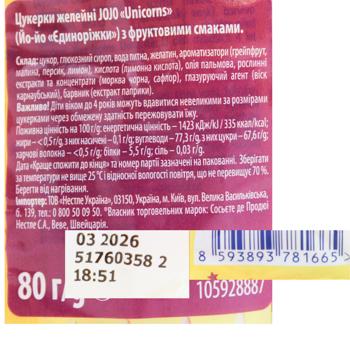 Цукерки желейні JOJO «Unicorns»
(Йо-йо «Єдиноріжки») з фруктовими смаками.
Склад: цукор, глюкозний сироп, вода питна, желатин, ароматизатори (грейпфрут,
малина, персик, лимон), кислота (лимонна кислота), олія пальмова, рослинні
екстракти та концентрати (морква чорна, сафлор), глазуруючий агент (віск
карнаубський), барвник (екстракт паприки).
Важливо! Діти віком до 4 років можуть вдавитися невеликими за розмірами
цукерками через обмежену здатність пережовувати їжу.
Поживна цінність на 100 г/g: енергетична цінність – 1423 кДж/kJ / 335 ккал/kcal;
жири – <0,5 г/g, з них насичені – 0,1 г/g; вуглеводи – 77,3 г/g, з них цукри – 67,6 г/g;
харчові волокна – <0,5 г/g; білки – 5,5 г/g; сіль – 0,03 г/g.
«Дата «Краще спожити до кінця» та номер партії зазначені на пакованні. Зберігати
за температури не вище 25 °C і відносної вологості повітря, що не перевищує 70 %.
Берегти від нагрівання.
Імпортер: ТОВ «Нестле Україна», 03150, Україна, м. Київ, вул. Велика Васильківська,
б. 139, тел.: 0 800 50 09 50. *Власник торговельних марок: Сосьєте де Продюі
Нестле С.А., Веве, Швейцарія.
03 2026
51760358 2
18:51
80 г/g
8 593893 781665
105928887